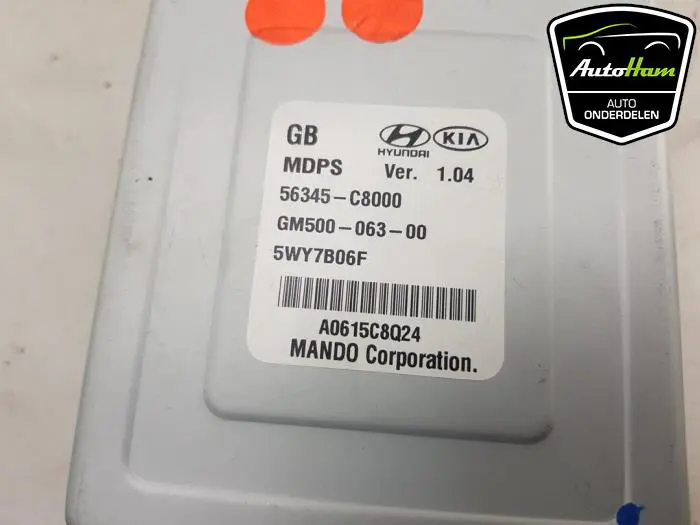 AutoHam
AUTO
ONDERDELEN
GB
HYUNDAI
KIA
MDPS Ver. 1.04
56345-C8000
GM500-063-00
5WY7B06F
A0615C8Q24
MANDO Corporation.